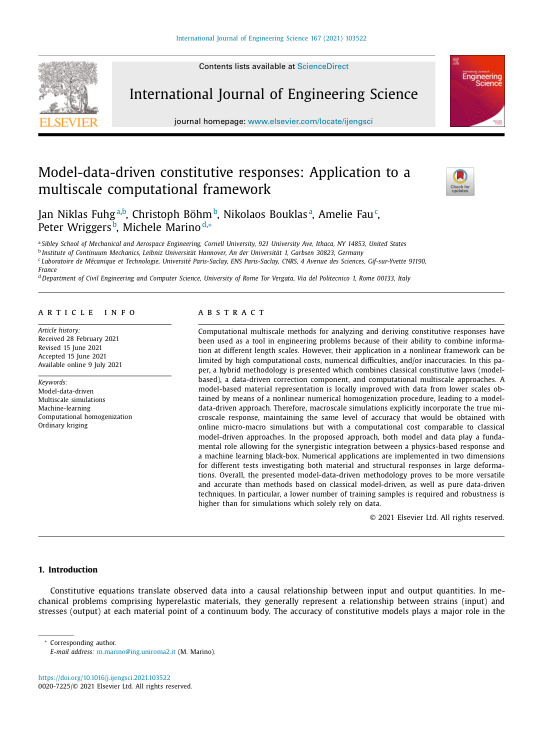 International Journal of Engineering Science 167 (2021) 103522
Contents lists available at ScienceDirect
International Journal of Engineering Science
journal homepage: www.elsevier.com/locate/ijengsci
ELSEVIER
Engineering
Science
Check for
updates
Model-data-driven constitutive responses: Application to a
multiscale computational framework
Jan Niklas Fuhg a,b, Christoph Böhm b, Nikolaos Bouklas a, Amelie Fau c,
Peter Wriggers b, Michele Marino d,*
a Sibley School of Mechanical and Aerospace Engineering, Cornell University, 921 University Ave, Ithaca, NY 14853, United States
b Institute of Continuum Mechanics, Leibniz Universität Hannover, An der Universität 1, Garbsen 30823, Germany
c Laboratoire de Mécanique et Technologie, Université Paris-Saclay, ENS Paris-Saclay, CNRS, 4 Avenue des Sciences, Gif-sur-Yvette 91190,
France
d Department of Civil Engineering and Computer Science, University of Rome Tor Vergata, Via del Politecnico 1, Rome 00133, Italy
ARTICLE INFO
Article history:
Received 28 February 2021
Revised 15 June 2021
Accepted 15 June 2021
Available online 9 July 2021
Keywords:
Model-data-driven
Multiscale simulations
Machine-learning
Computational homogenization
Ordinary kriging
ABSTRACT
Computational multiscale methods for analyzing and deriving constitutive responses have
been used as a tool in engineering problems because of their ability to combine inform-
ation at different length scales. However, their application in a nonlinear framework can be
limited by high computational costs, numerical difficulties, and/or inaccuracies. In this pa-
per, a hybrid methodology is presented which combines classical constitutive laws (model-
based), a data-driven correction component, and computational multiscale approaches. A
model-based material representation is locally improved with data from lower scales ob-
tained by means of a nonlinear numerical homogenization procedure, leading to a model-
data-driven approach. Therefore, macroscale simulations explicitly incorporate the true mi-
croscale response, maintaining the same level of accuracy that would be obtained with
online micro-macro simulations but with a computational cost comparable to classical
model-driven approaches. In the proposed approach, both model and data play a funda-
mental role allowing for the synergistic integration between a physics-based response and
a machine learning black-box. Numerical applications are implemented in two dimensions
for different tests investigating both material and structural responses in large deforma-
tions. Overall, the presented model-data-driven methodology proves to be more versatile
and accurate than methods based on classical model-driven, as well as pure data-driven
techniques. In particular, a lower number of training samples is required and robustness is
higher than for simulations which solely rely on data.
© 2021 Elsevier Ltd. All rights reserved.
1. Introduction
Constitutive equations translate observed data into a causal relationship between input and output quantities. In me-
chanical problems comprising hyperelastic materials, they generally represent a relationship between strains (input) and
stresses (output) at each material point of a continuum body. The accuracy of constitutive models plays a major role in the
* Corresponding author.
E-mail address: m.marino@ing.uniroma2.it (M. Marino).
https://doi.org/10.1016/j.ijengsci.2021.103522
0020-7225/© 2021 Elsevier Ltd. All rights reserved.